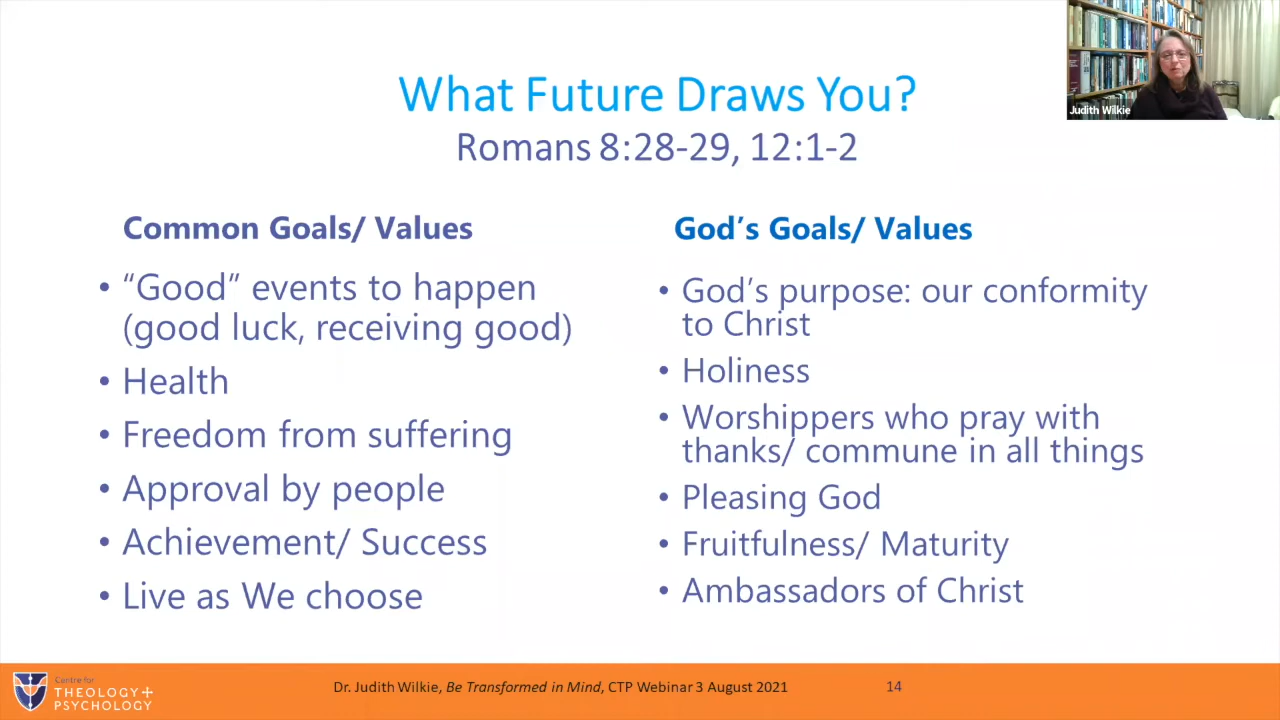 Judith Wilkie
What Future Draws You?
Romans 8:28-29, 12:1-2
Common Goals/ Values
• “Good” events to happen
(good luck, receiving good)
• Health
• Freedom from suffering
• Approval by people
• Achievement/ Success
• Live as We choose
God’s Goals/ Values
• God’s purpose: our conformity
to Christ
• Holiness
• Worshippers who pray with
thanks/ commune in all things
• Pleasing God
• Fruitfulness/ Maturity
• Ambassadors of Christ
Centre for
THEOLOGY+
PSYCHOLOGY
Dr. Judith Wilkie, Be Transformed in Mind, CTP Webinar 3 August 2021
14